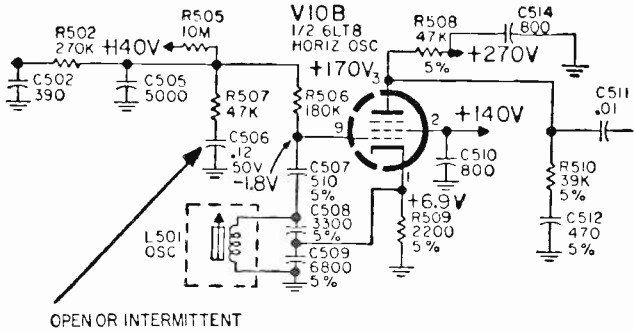 R502
270K
C502
390
+140V
C505
5000
R505
10M
R507
47K
C506
.12
50V
-1.8V
R506
180K
V10B
1/2 6LT8
HORIZ OSC
+170V
3
9
2
1
R508
47K
5%
C514
800
+270V
+140V
C510
800
C507
510
5%
C508
3300
5%
C509
6800
5%
L501
OSC
+6.9V
R509
2200
5%
C511
.01
R510
39K
5%
C512
470
5%
OPEN OR INTERMITTENT